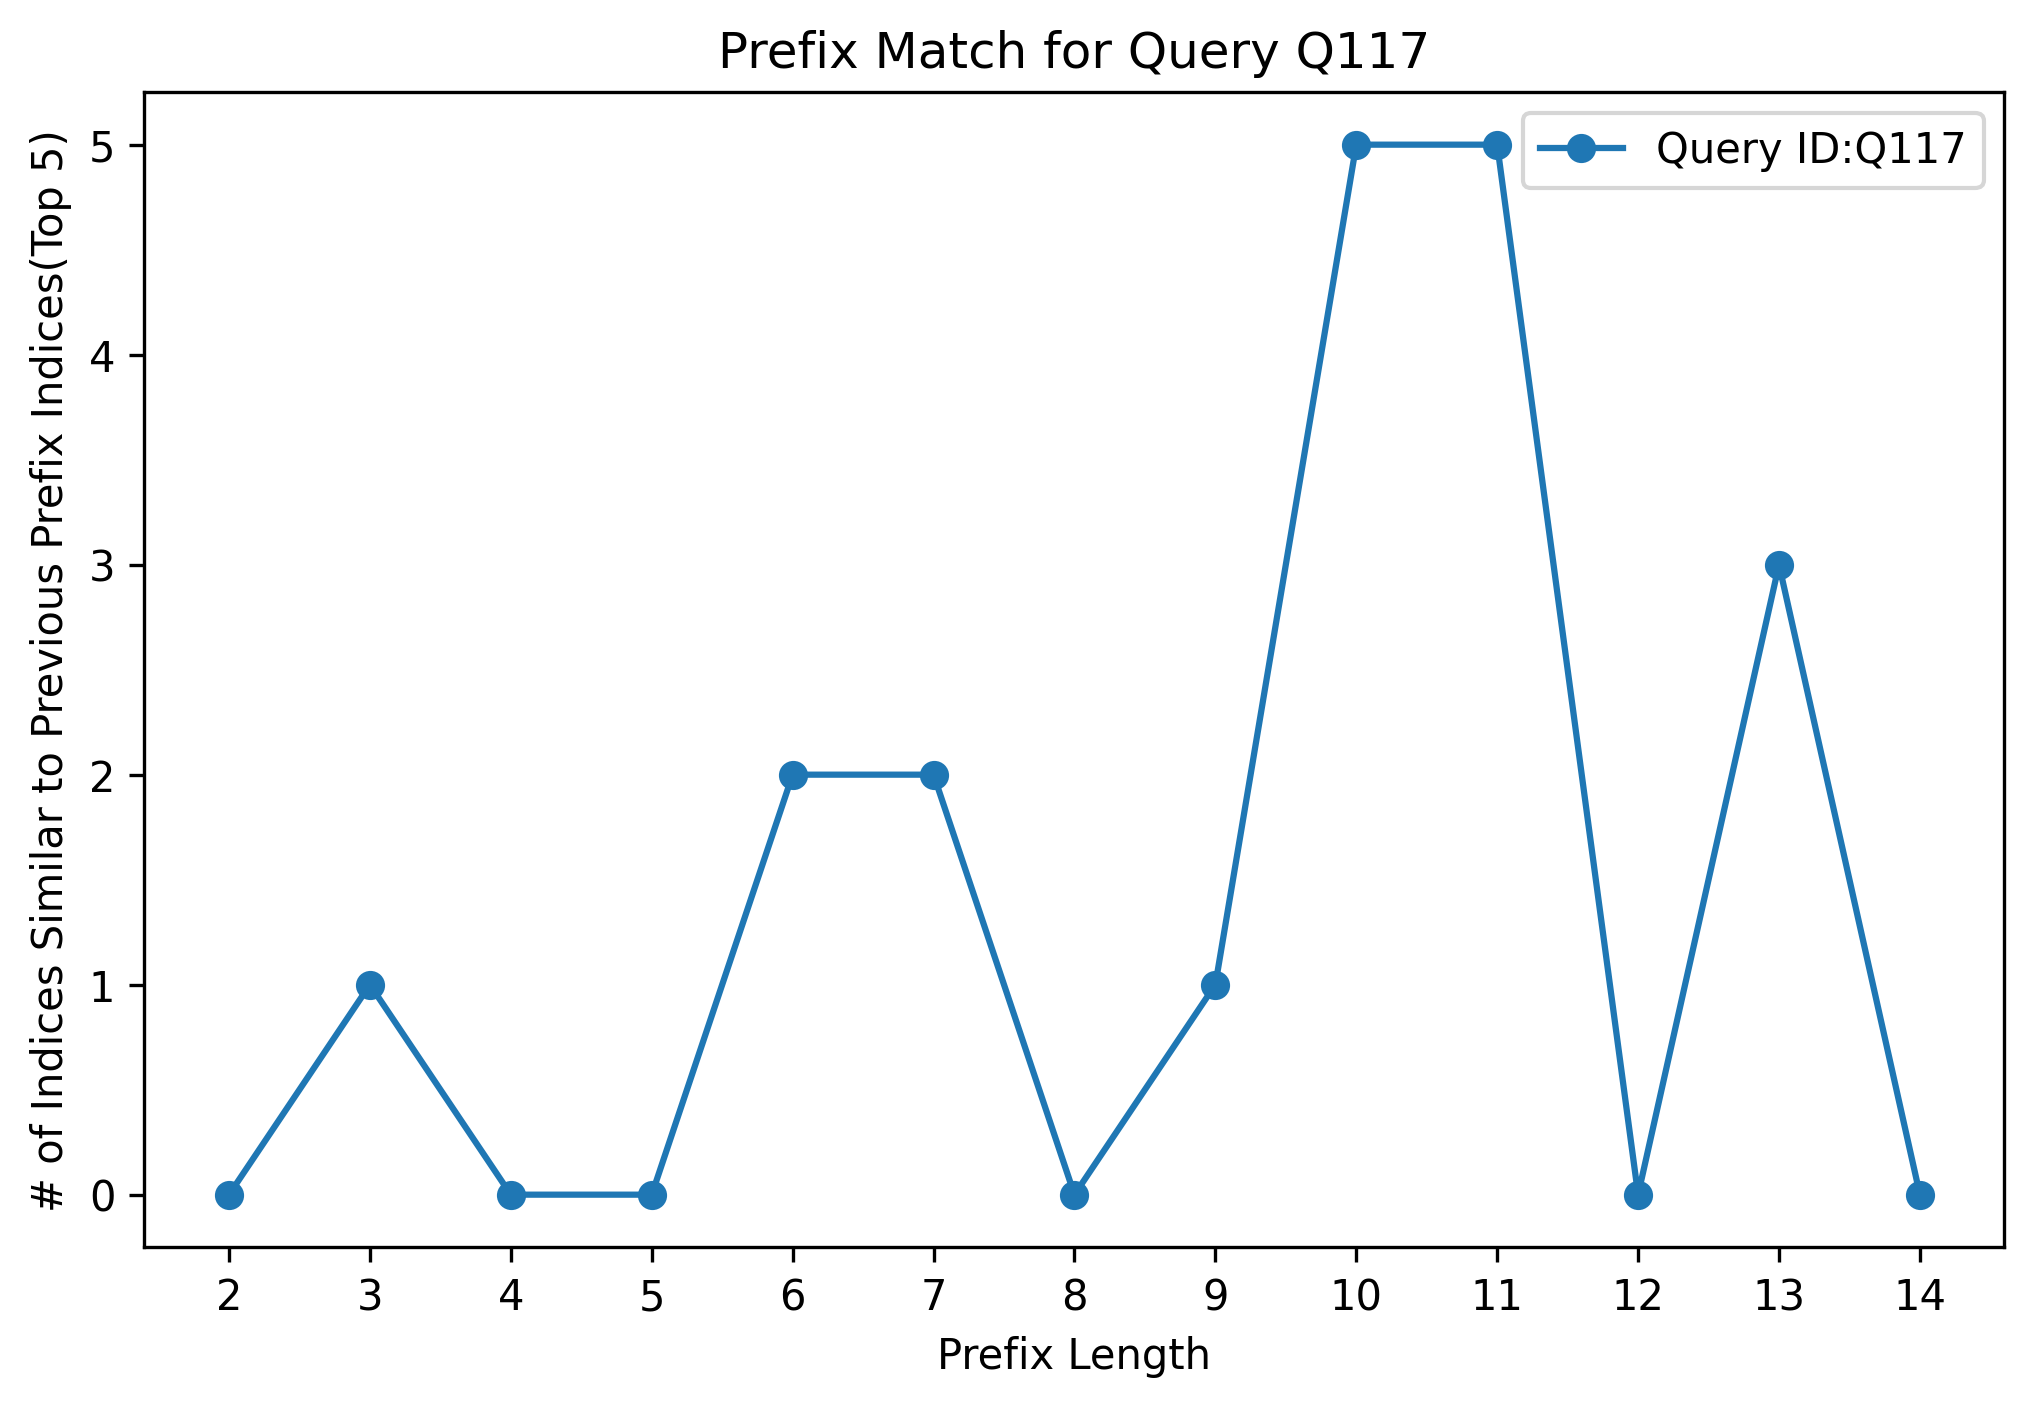 Prefix Match for Query Q117
Query ID:Q117
# of Indices Similar to Previous Prefix Indices(Top 5)
5
4
3
2
1
0
2 3 4 5 6 7 8 9 10 11 12 13 14
Prefix Length